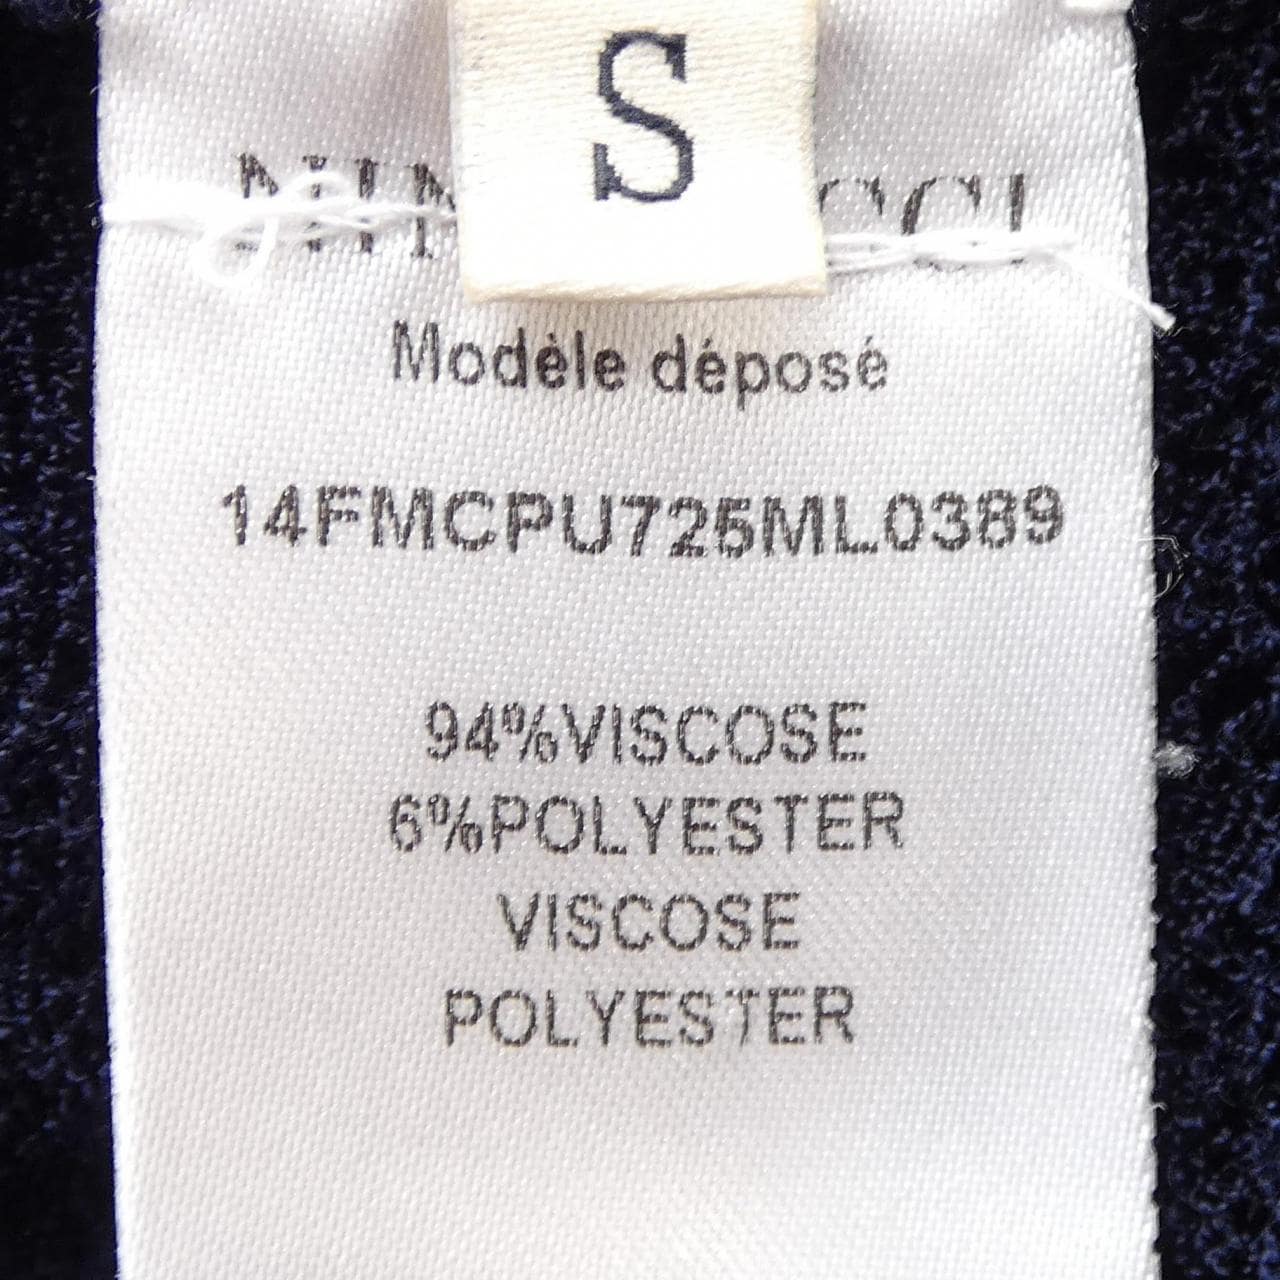 S
Modèle déposé
14FMCPU725ML0389
94%VISCOSE
6%POLYESTER
VISCOSE
POLYESTER